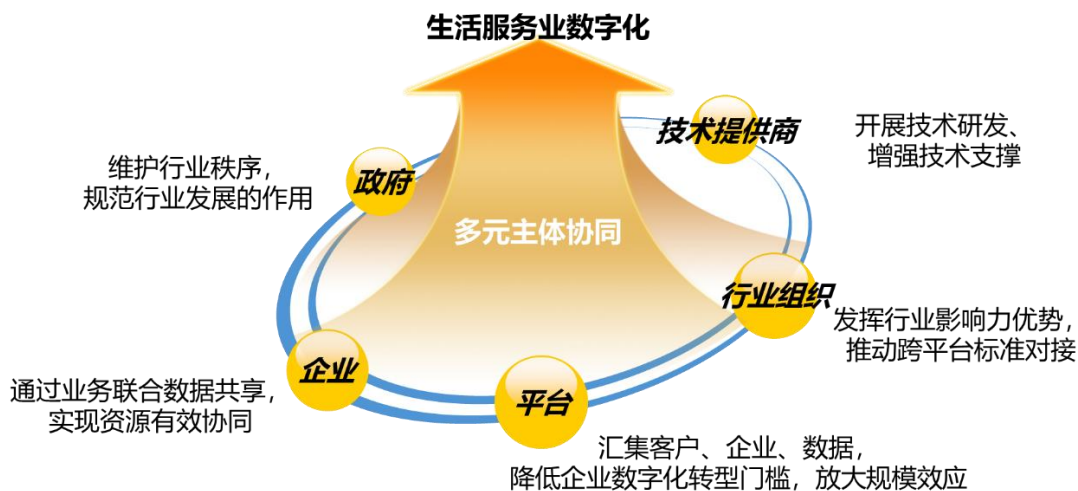 生活服务业数字化
技术提供商
开展技术研发、
增强技术支撑
维护行业秩序，
规范行业发展的作用
政府
多元主体协同
行业组织
发挥行业影响力优势，
推动跨平台标准对接
企业
通过业务联合数据共享，
实现资源有效协同
平台
汇集客户、企业、数据，
降低企业数字化转型门槛，放大规模效应